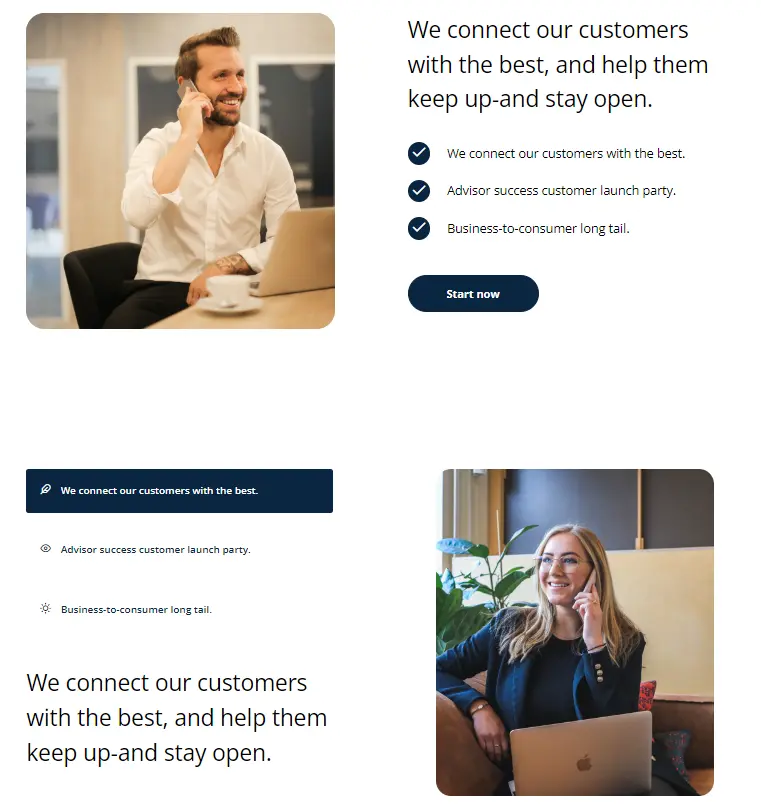 We connect our customers
with the best, and help them
keep up-and stay open.
We connect our customers with the best.
Advisor success customer launch party.
Business-to-consumer long tail.
Start now
We connect our customers with the best.
Advisor success customer launch party.
Business-to-consumer long tail.
We connect our customers
with the best, and help them
keep up-and stay open.